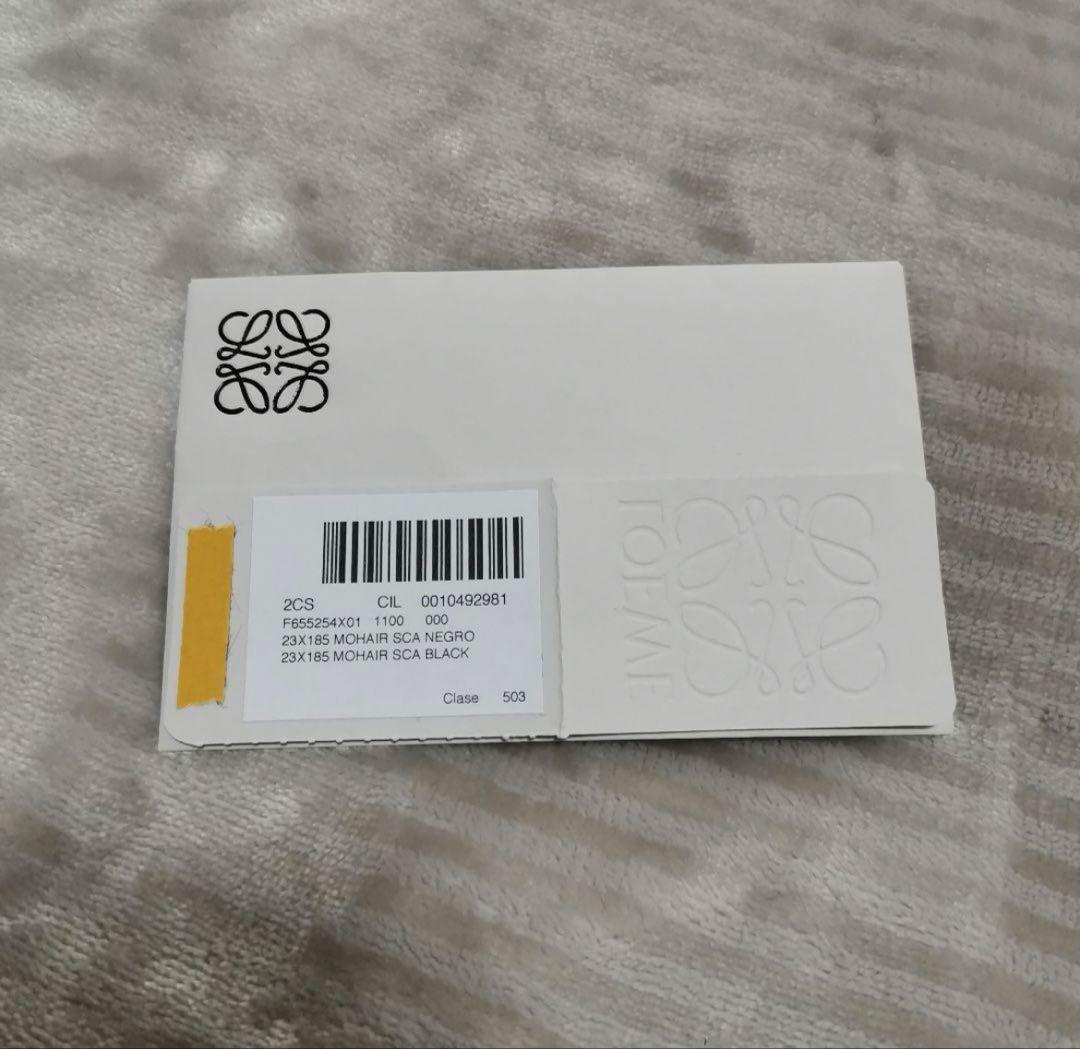 2CS CIL 0010492981
F655254X01 1100 000
23X185 MOHAIR SCA NEGRO
23X185 MOHAIR SCA BLACK
Clase 503
LOEWE